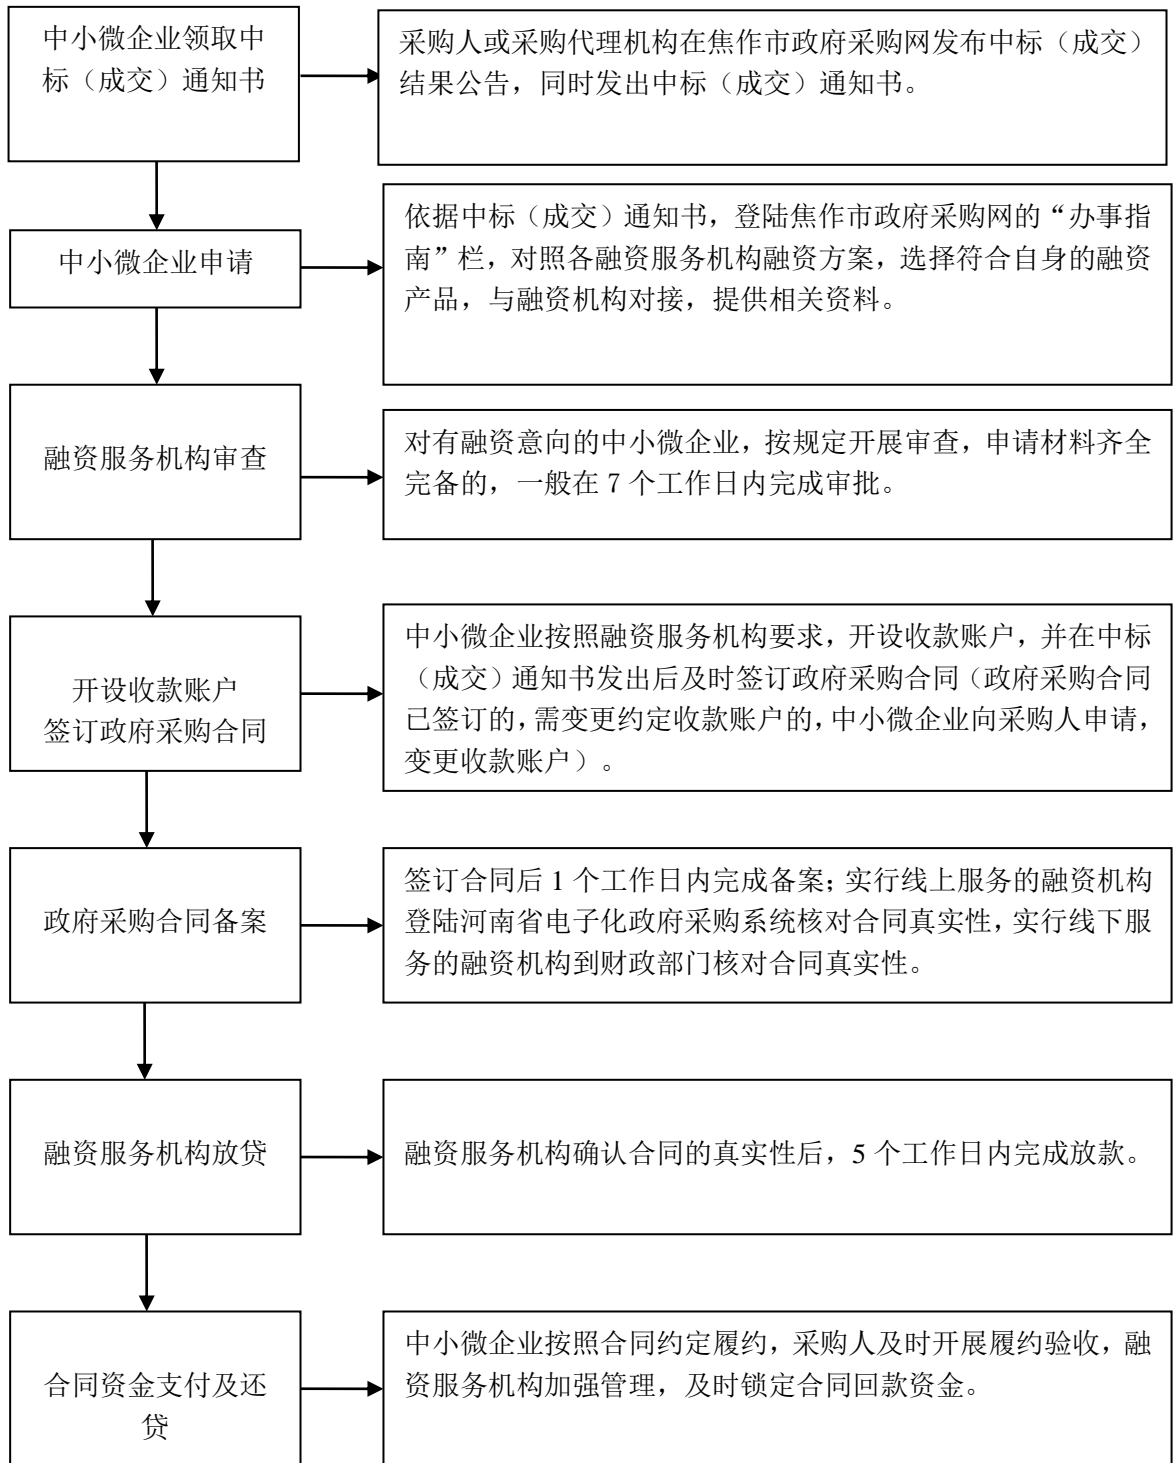 中小微企业领取中
标（成交）通知书
采购人或采购代理机构在焦作市政府采购网发布中标（成交）
结果公告，同时发出中标（成交）通知书。
中小微企业申请
依据中标（成交）通知书，登陆焦作市政府采购网的“办事指
南”栏，对照各融资服务机构融资方案，选择符合自身的融资
产品，与融资机构对接，提供相关资料。
融资服务机构审查
对有融资意向的中小微企业，按规定开展审查，申请材料齐全
完备的，一般在 7 个工作日内完成审批。
开设收款账户
签订政府采购合同
中小微企业按照融资服务机构要求，开设收款账户，并在中标
（成交）通知书发出后及时签订政府采购合同（政府采购合同
已签订的，需变更约定收款账户的，中小微企业向采购人申请，
变更收款账户）。
政府采购合同备案
签订合同后 1 个工作日内完成备案；实行线上服务的融资机构
登陆河南省电子化政府采购系统核对合同真实性，实行线下服
务的融资机构到财政部门核对合同真实性。
融资服务机构放贷
融资服务机构确认合同的真实性后，5 个工作日内完成放款。
合同资金支付及还
贷
中小微企业按照合同约定履约，采购人及时开展履约验收，融
资服务机构加强管理，及时锁定合同回款资金。